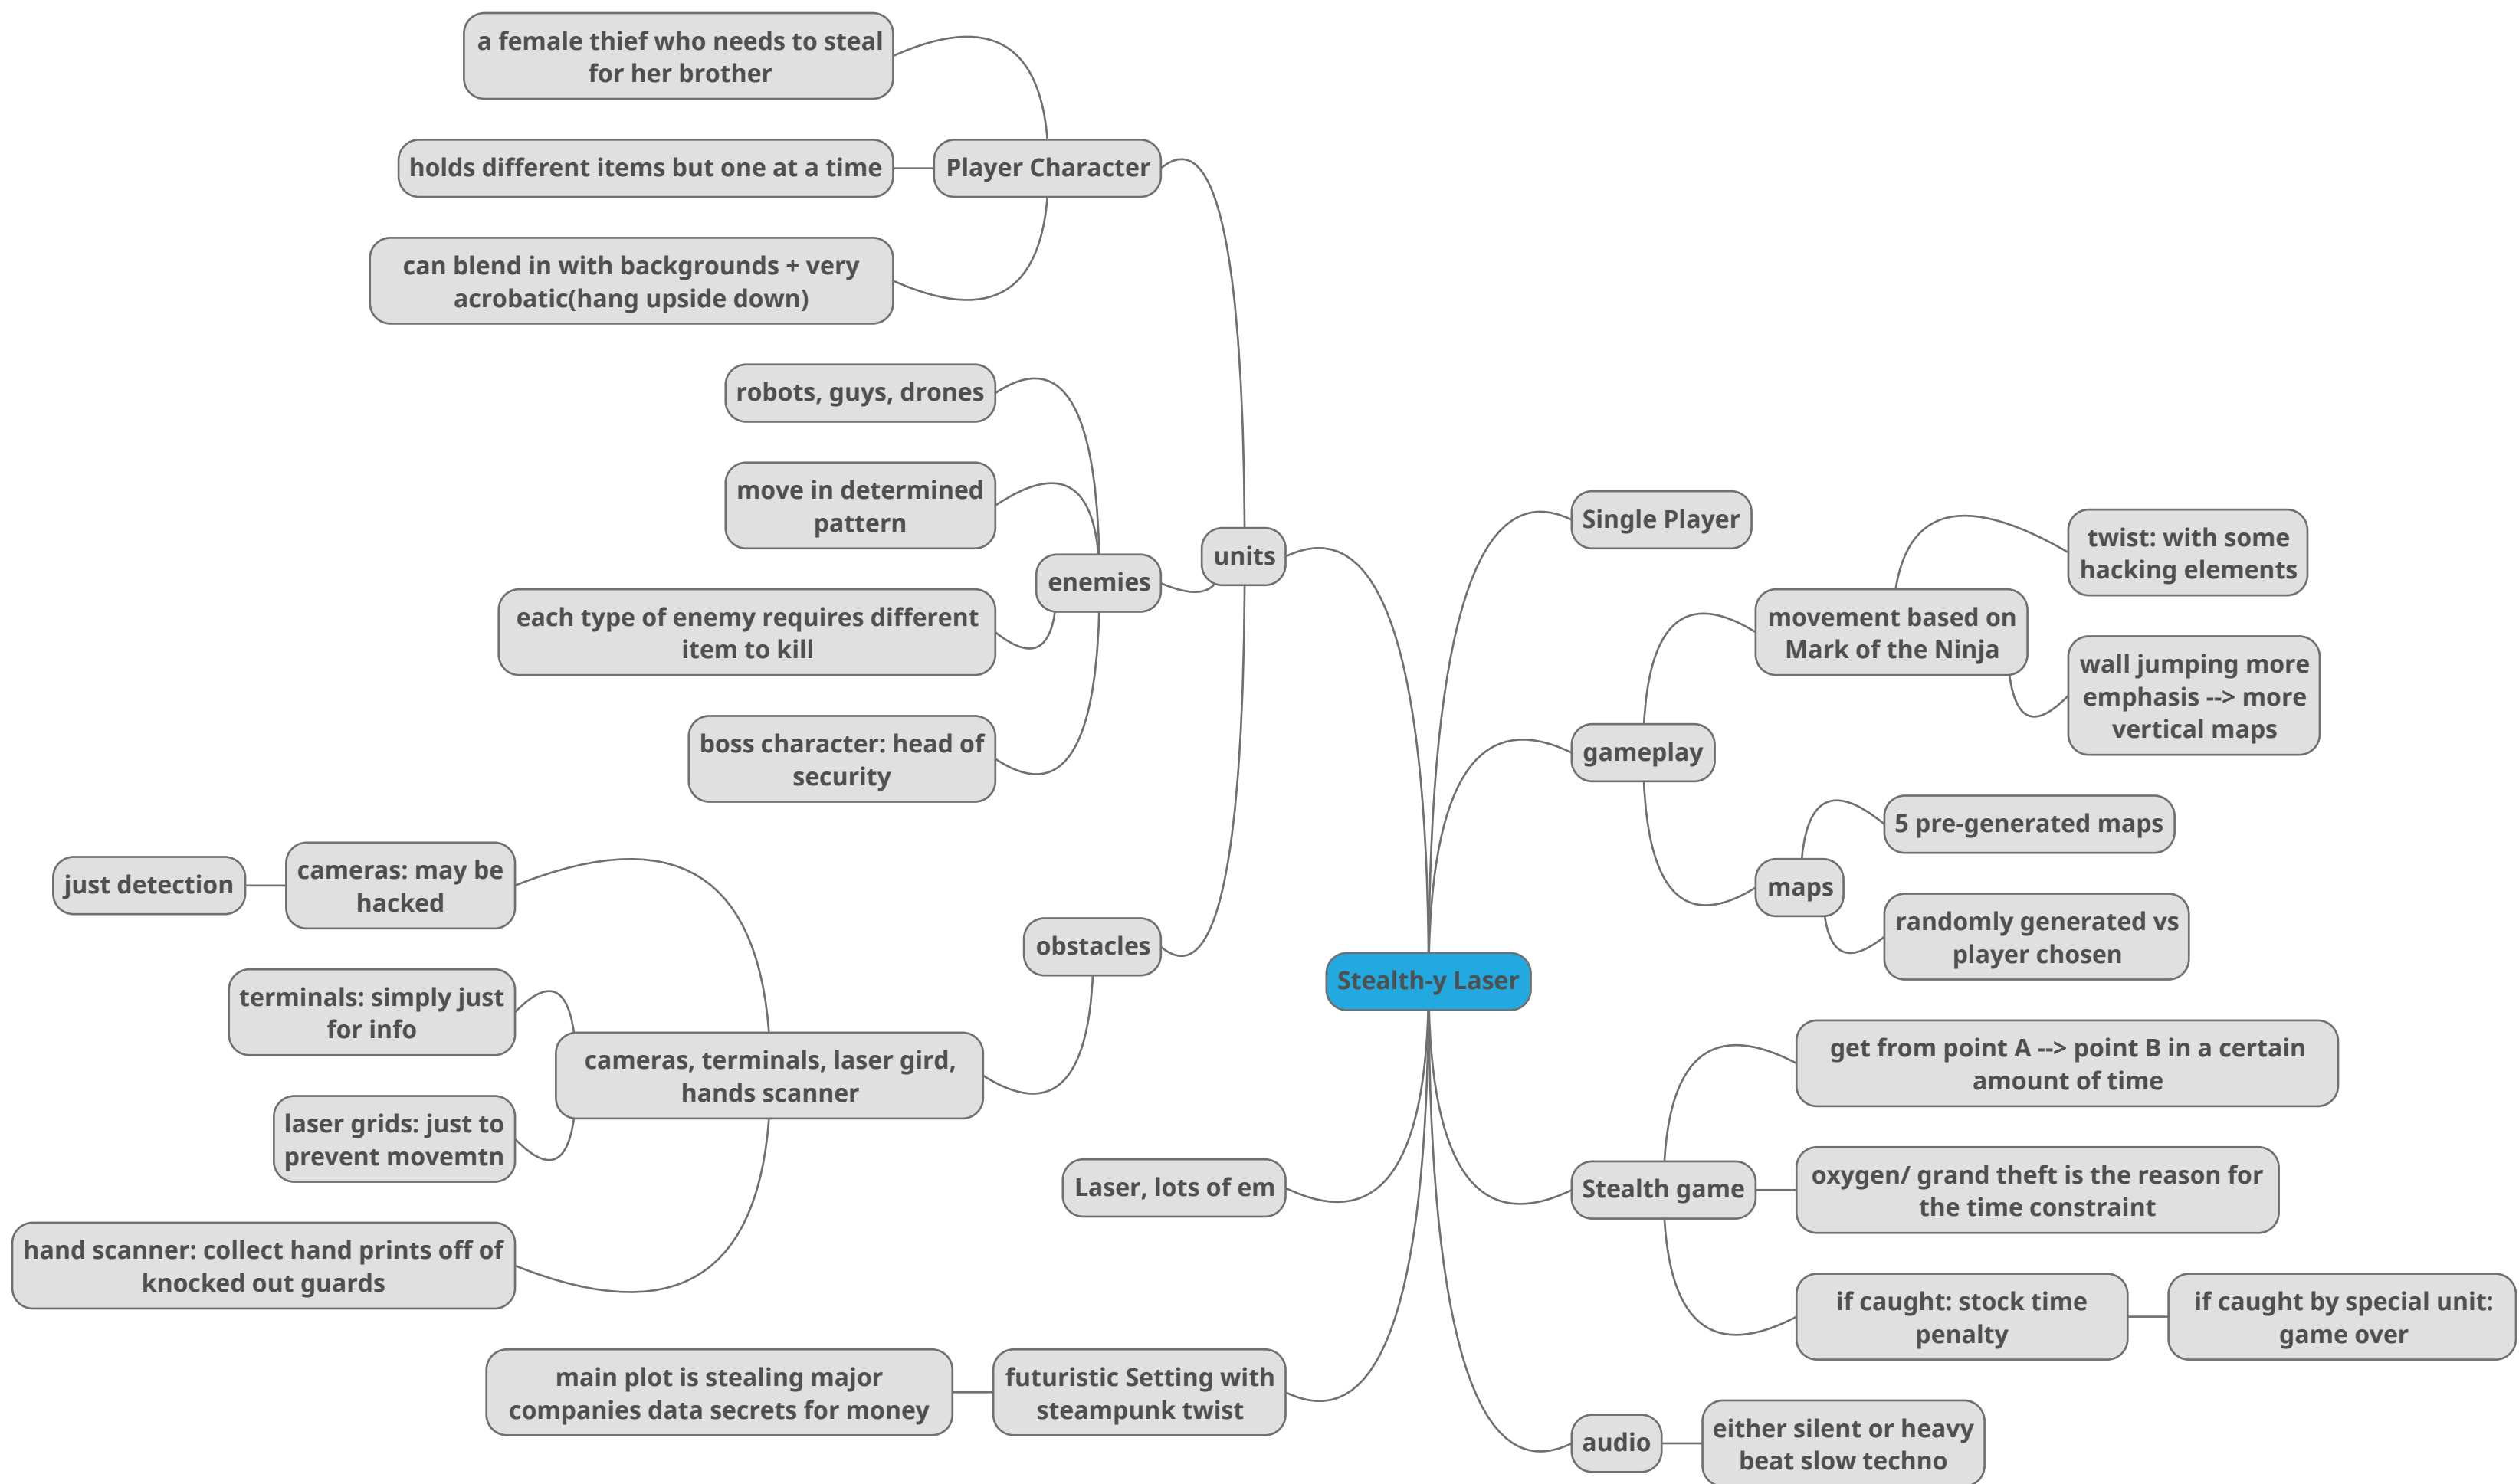 a female thief who needs to steal
for her brother
holds different items but one at a time
Player Character
can blend in with backgrounds + very
acrobatic(hang upside down)
robots, guys, drones
move in determined
pattern
enemies
units
each type of enemy requires different
item to kill
boss character: head of
security
just detection
cameras: may be
hacked
obstacles
terminals: simply just
for info
cameras, terminals, laser gird,
hands scanner
laser grids: just to
prevent movemtn
hand scanner: collect hand prints off of
knocked out guards
Laser, lots of em
main plot is stealing major
companies data secrets for money
futuristic Setting with
steampunk twist
Stealth-y Laser
Single Player
twist: with some
hacking elements
movement based on
Mark of the Ninja
wall jumping more
emphasis --> more
vertical maps
gameplay
5 pre-generated maps
maps
randomly generated vs
player chosen
get from point A --> point B in a certain
amount of time
Stealth game
oxygen/ grand theft is the reason for
the time constraint
if caught: stock time
penalty
if caught by special unit:
game over
audio
either silent or heavy
beat slow techno